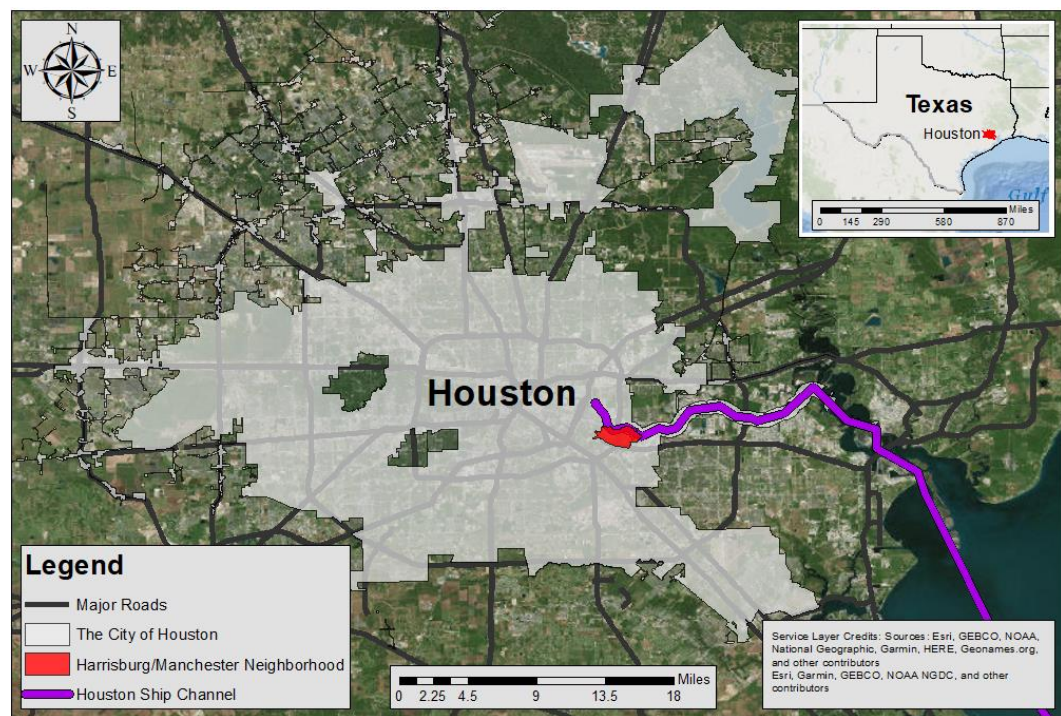 N
W E
S
Texas
Houston
Gulf
Miles
0 145 290 580 870
Houston
Legend
Major Roads
The City of Houston
Harrisburg/Manchester Neighborhood
Houston Ship Channel
Miles
0 2.25 4.5 9 13.5 18
Service Layer Credits: Sources: Esri, GEBCO, NOAA,
National Geographic, Garmin, HERE, Geonames.org,
and other contributors
Esri, Garmin, GEBCO, NOAA NGDC, and other
contributors